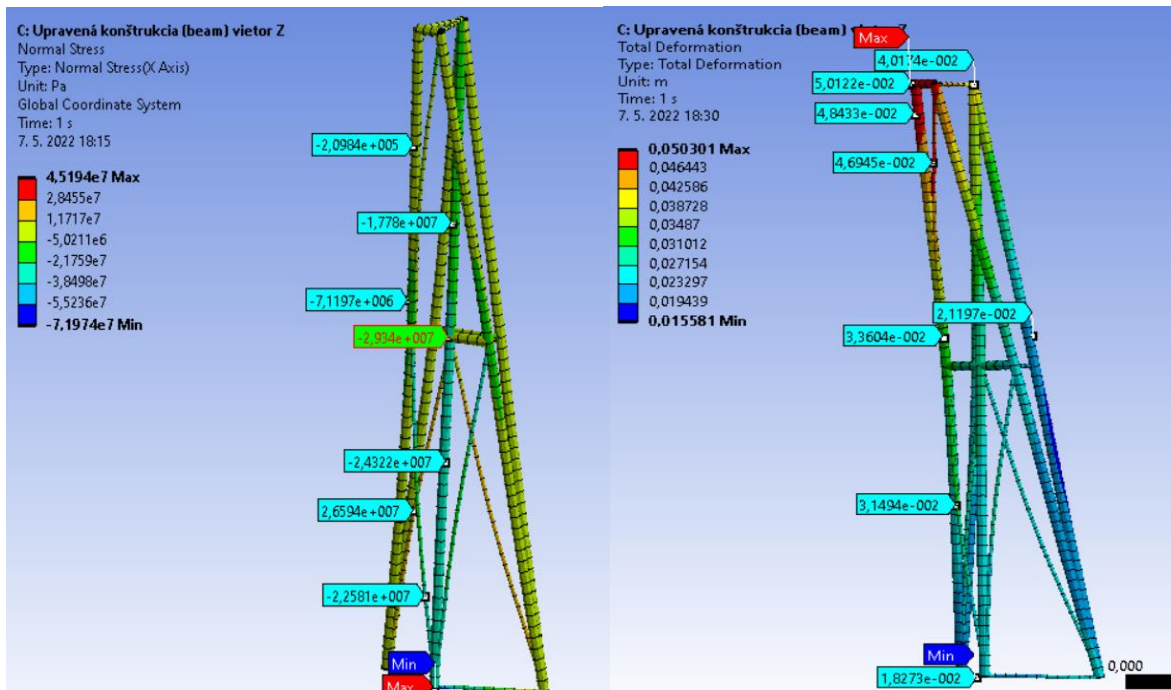 C: Upravená konštrukcia (beam) vietor Z
Normal Stress
Type: Normal Stress(X Axis)
Unit: Pa
Global Coordinate System
Time: 1 s
7. 5. 2022 18:15
4,5194e7 Max
2,8455e7
1,1717e7
-5,0211e6
-2,1759e7
-3,8498e7
-5,5236e7
-7,1974e7 Min
-2,0984e+005
-1,778e+007
-7,1197e+006
-2,934e+007
-2,4322e+007
2,6594e+007
-2,2581e+007
Min
Max
C: Upravená konštrukcia (beam) Z
Total Deformation
Type: Total Deformation
Unit: m
Time: 1 s
7. 5. 2022 18:30
0,050301 Max
0,046443
0,042586
0,038728
0,03487
0,031012
0,027154
0,023297
0,019439
0,015581 Min
Max
4,0174e-002
5,0122e-002
4,8433e-002
4,6945e-002
2,1197e-002
3,3604e-002
3,1494e-002
Min
1,8273e-002
0,000